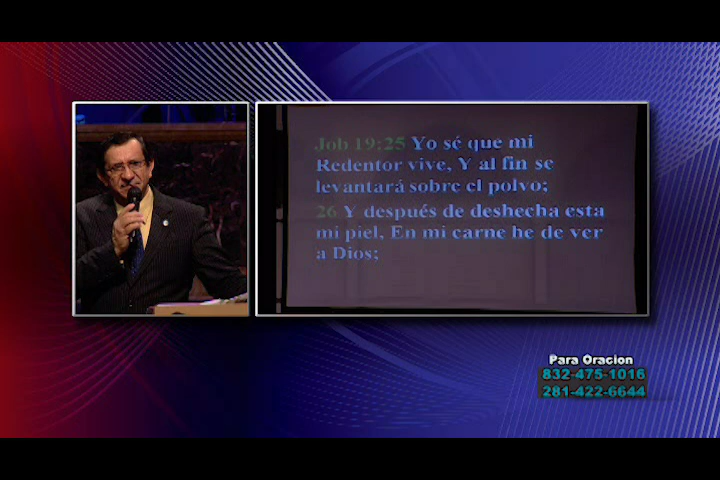 Job 19:25 Yo sé que mi
Redentor vive, Y al fin se
levantará sobre el polvo;
26 Y después de deshecha esta
mi piel, En mi carne he de ver
a Dios;
Para Oracion
832-475-1016
281-422-6644